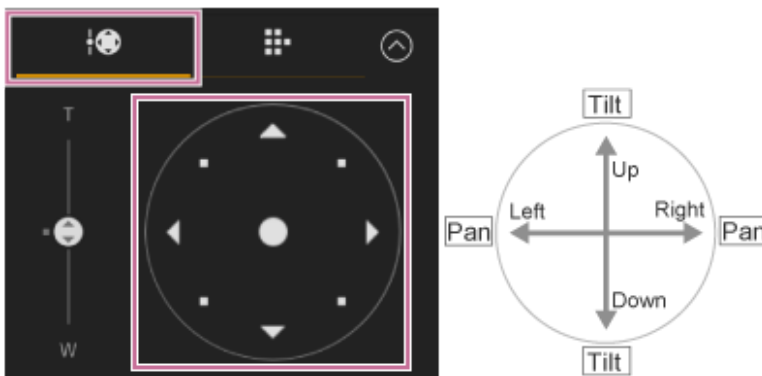 T
W
Tilt
Up
Left
Right
Pan
Pan
Down
Tilt